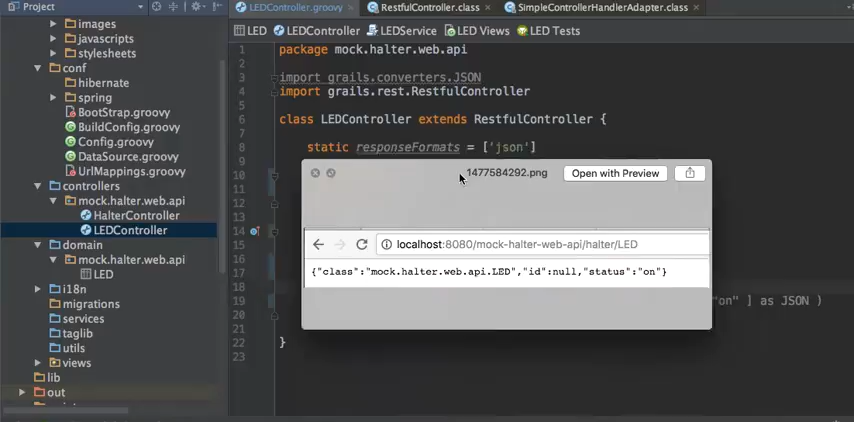 Project
LEDController.groovy
RestfulController.class
SimpleControllerHandlerAdapter.class
LED
LEDController
LEDService
LED Views
LED Tests
images
javascripts
stylesheets
conf
hibernate
spring
BootStrap.groovy
BuildConfig.groovy
Config.groovy
DataSource.groovy
UrlMappings.groovy
controllers
mock.halter.web.api
HalterController
LEDController
domain
mock.halter.web.api
LED
i18n
migrations
services
taglib
utils
views
lib
out
1 package mock.halter.web.api
2
3 import grails.converters.JSON
4 import grails.rest.RestfulController
5
6 class LEDController extends RestfulController {
7
8 static responseFormats = ['json']
9
10
11
12
13
14
15
16
17
18
19 "on" ] as JSON )
20
21
22 }
23
1477584292.png
Open with Preview
localhost:8080/mock-halter-web-api/halter/LED
{"class":"mock.halter.web.api.LED","id":null,"status":"on"}